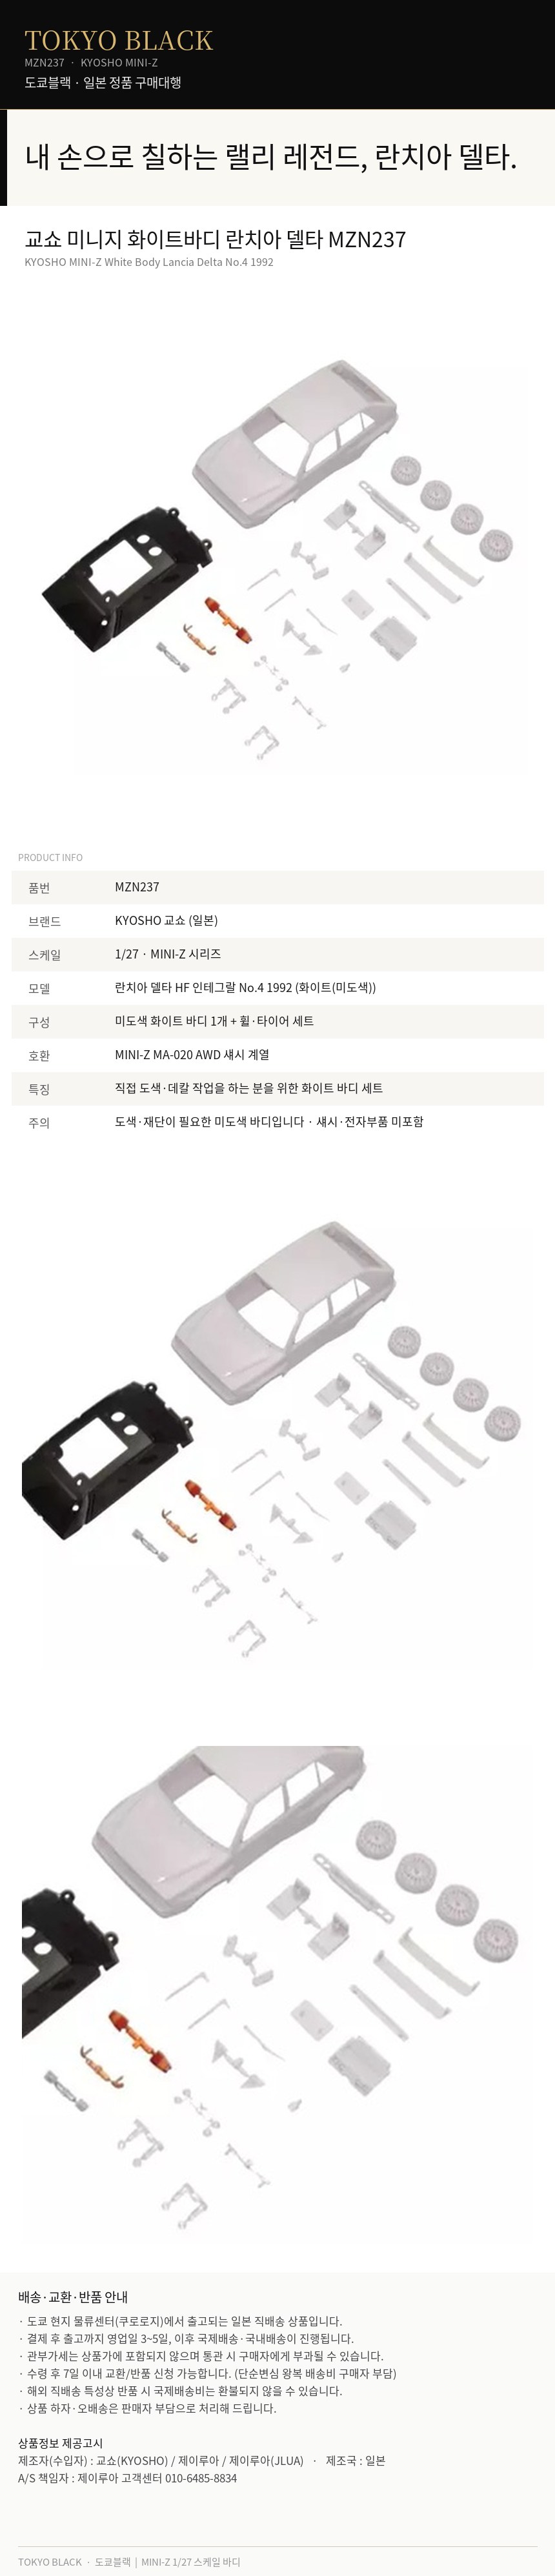 TOKYO BLACK
MZN237 · KYOSHO MINI-Z
도쿄블랙 · 일본 정품 구매대행
내 손으로 칠하는 랠리 레전드, 란치아 델타.
교쇼 미니지 화이트바디 란치아 델타 MZN237
KYOSHO MINI-Z White Body Lancia Delta No.4 1992
PRODUCT INFO
품번 MZN237
브랜드 KYOSHO 교쇼 (일본)
스케일 1/27 · MINI-Z 시리즈
모델 란치아 델타 HF 인테그랄 No.4 1992 (화이트(미도색))
구성 미도색 화이트 바디 1개 + 휠·타이어 세트
호환 MINI-Z MA-020 AWD 섀시 계열
특징 직접 도색·데칼 작업을 하는 분을 위한 화이트 바디 세트
주의 도색·재단이 필요한 미도색 바디입니다 · 섀시·전자부품 미포함
배송·교환·반품 안내
· 도쿄 현지 물류센터(쿠로로지)에서 출고되는 일본 직배송 상품입니다.
· 결제 후 출고까지 영업일 3~5일, 이후 국제배송·국내배송이 진행됩니다.
· 관부가세는 상품가에 포함되지 않으며 통관 시 구매자에게 부과될 수 있습니다.
· 수령 후 7일 이내 교환/반품 신청 가능합니다. (단순변심 왕복 배송비 구매자 부담)
· 해외 직배송 특성상 반품 시 국제배송비는 환불되지 않을 수 있습니다.
· 상품 하자·오배송은 판매자 부담으로 처리해 드립니다.
상품정보 제공고시
제조자(수입자) : 교쇼(KYOSHO) / 제이루아 / 제이루아(JLUA) · 제조국 : 일본
A/S 책임자 : 제이루아 고객센터 010-6485-8834
TOKYO BLACK · 도쿄블랙 | MINI-Z 1/27 스케일 바디